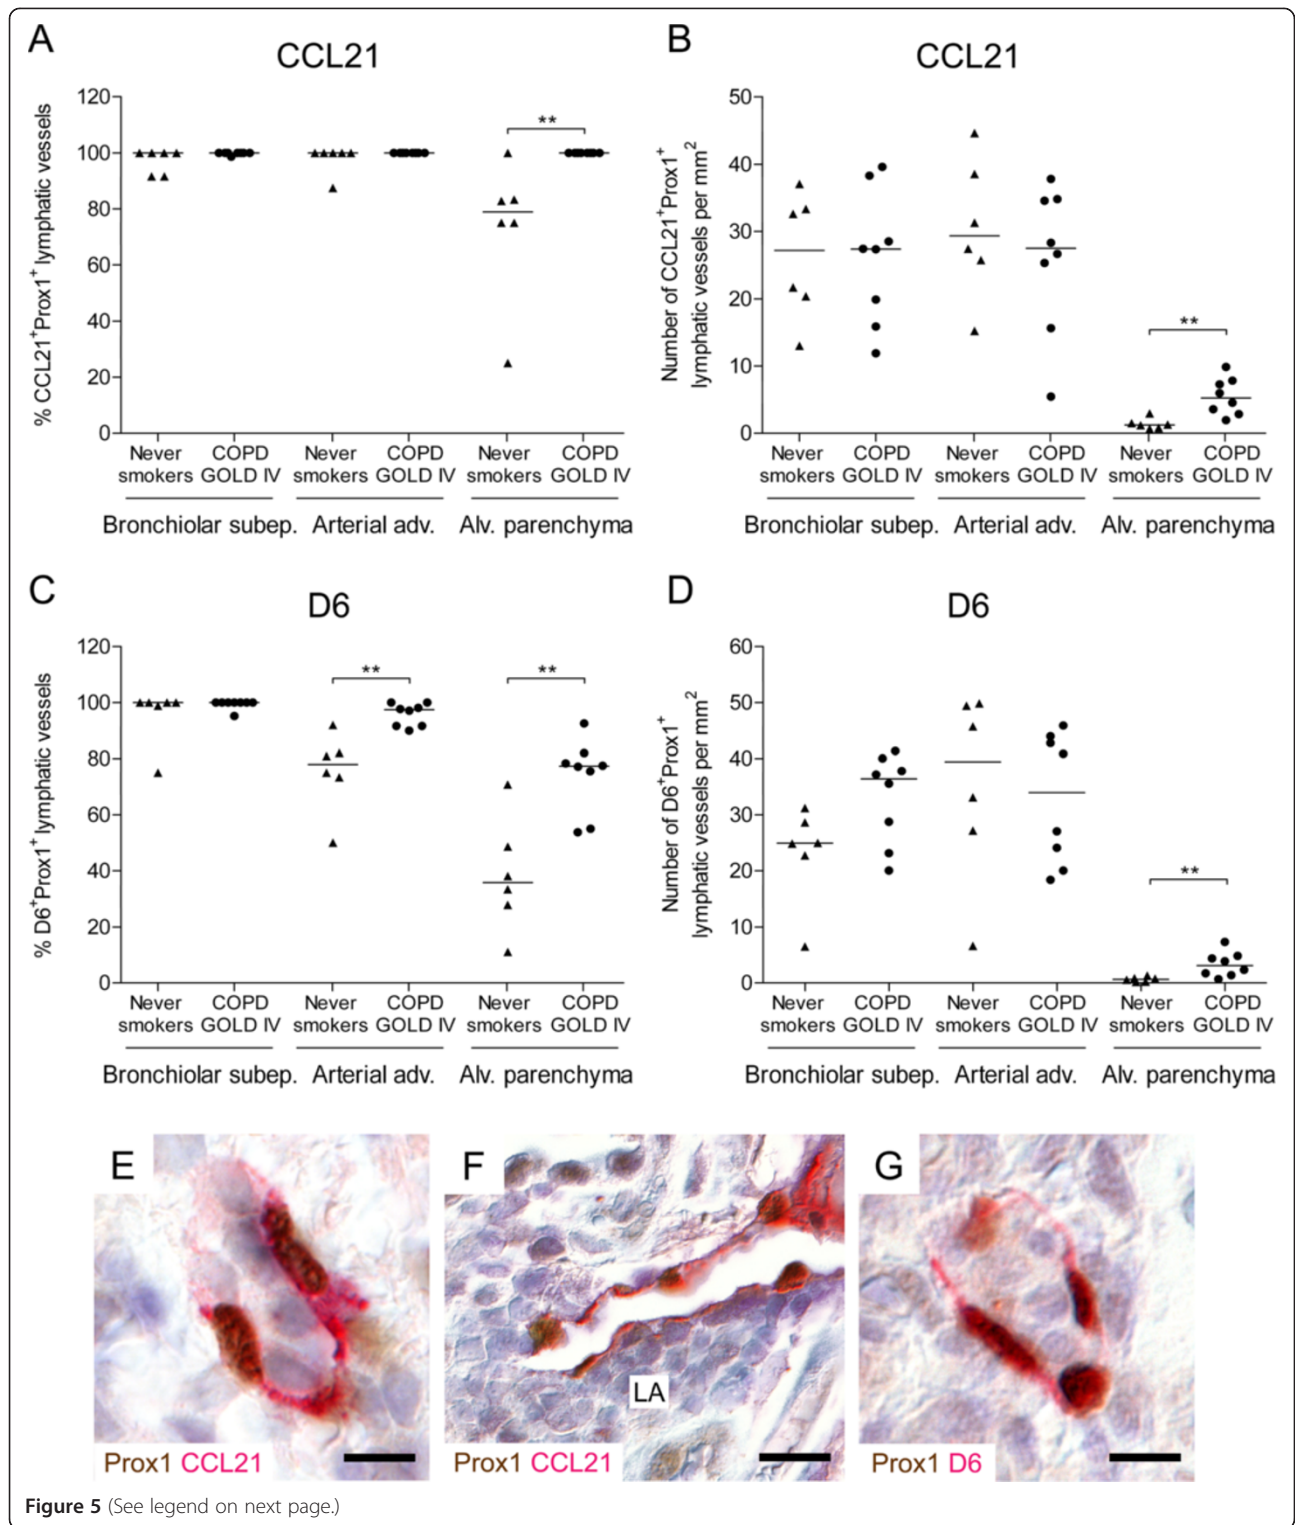 A
CCL21
% CCL21+Prox1+ lymphatic vessels
120
100
80
60
40
20
0
**
Never smokers
COPD GOLD IV
Never smokers
COPD GOLD IV
Never smokers
COPD GOLD IV
Bronchiolar subep. Arterial adv. Alv. parenchyma
B
CCL21
Number of CCL21+Prox1+
lymphatic vessels per mm2
50
40
30
20
10
0
**
Never smokers
COPD GOLD IV
Never smokers
COPD GOLD IV
Never smokers
COPD GOLD IV
Bronchiolar subep. Arterial adv. Alv. parenchyma
C
D6
% D6+Prox1+ lymphatic vessels
120
100
80
60
40
20
0
**
**
Never smokers
COPD GOLD IV
Never smokers
COPD GOLD IV
Never smokers
COPD GOLD IV
Bronchiolar subep. Arterial adv. Alv. parenchyma
D
D6
Number of D6+Prox1+
lymphatic vessels per mm2
60
50
40
30
20
10
0
**
Never smokers
COPD GOLD IV
Never smokers
COPD GOLD IV
Never smokers
COPD GOLD IV
Bronchiolar subep. Arterial adv. Alv. parenchyma
E
Prox1 CCL21
F
LA
Prox1 CCL21
G
Prox1 D6
Figure 5 (See legend on next page.)